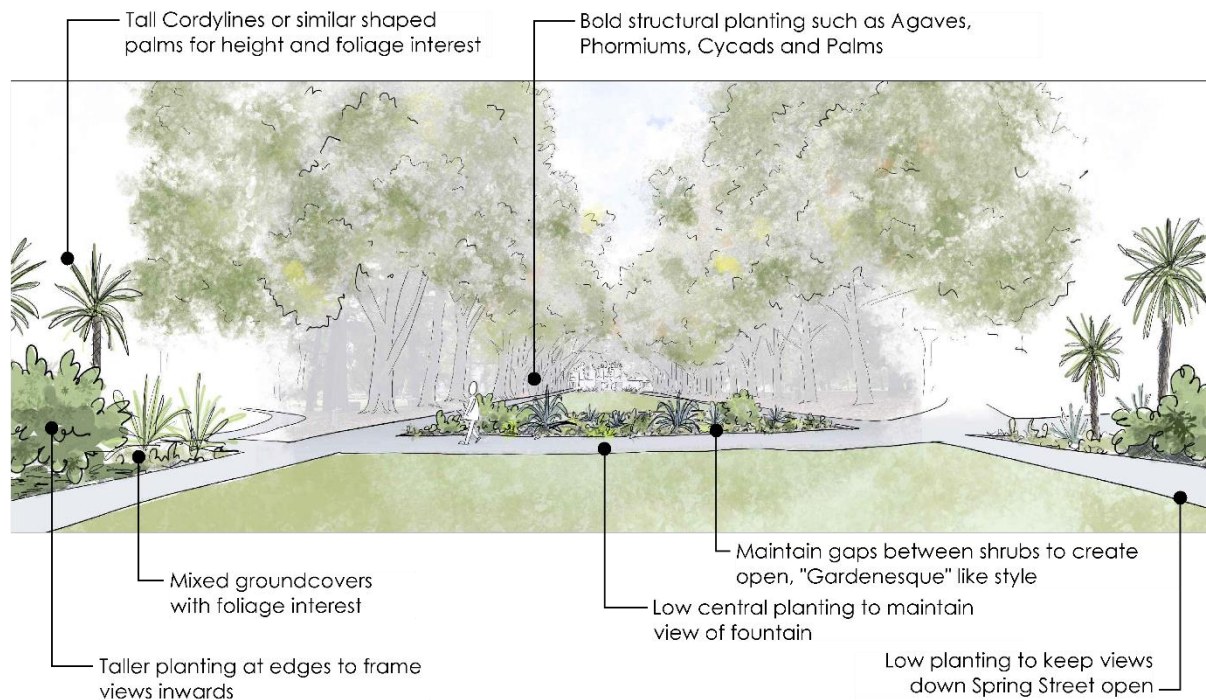 Tall Cordylines or similar shaped
palms for height and foliage interest
Bold structural planting such as Agaves,
Phormiums, Cycads and Palms
Maintain gaps between shrubs to create
open, "Gardenesque" like style
Mixed groundcovers
with foliage interest
Low central planting to maintain
view of fountain
Taller planting at edges to frame
views inwards
Low planting to keep views
down Spring Street open